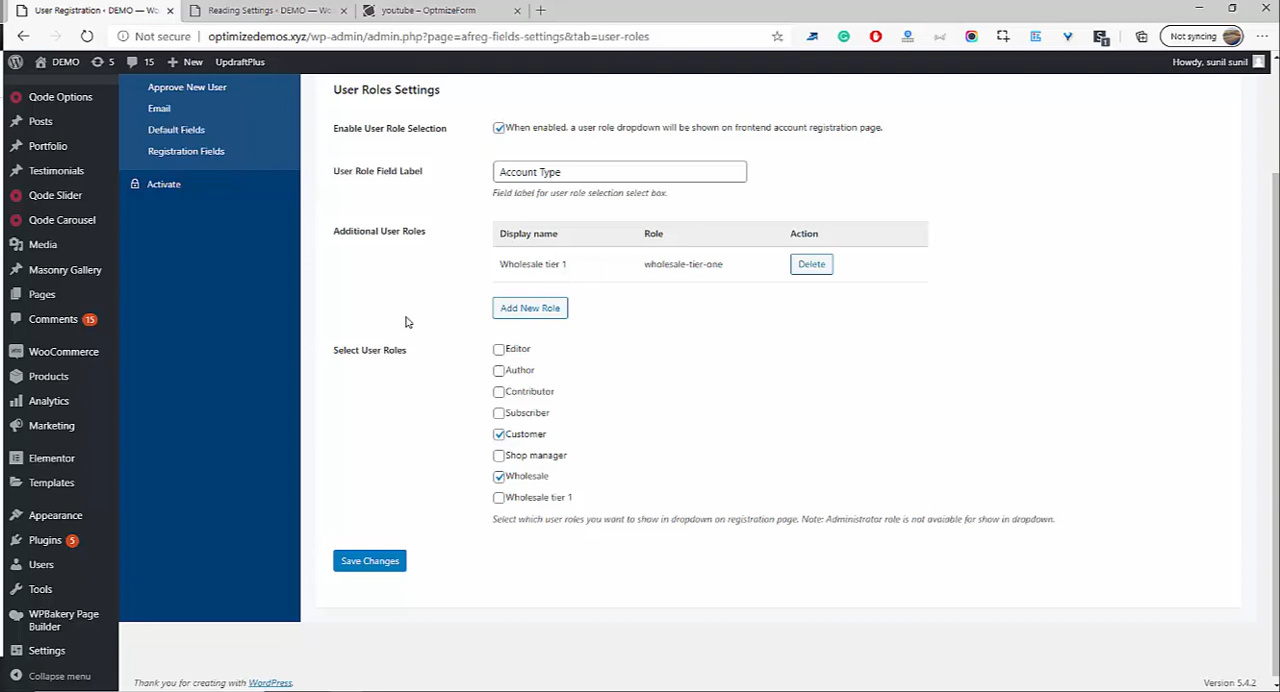 User Registration ‹ DEMO — Wo
Reading Settings ‹ DEMO — Wo
youtube – OptmizeForm
Not secure
optimizedemos.xyz/wp-admin/admin.php?page=afreg-fields-settings&tab=user-roles
Not syncing
DEMO
5
15
New
UpdraftPlus
Howdy, sunil sunil
Qode Options
Posts
Portfolio
Testimonials
Qode Slider
Qode Carousel
Media
Masonry Gallery
Pages
Comments 15
WooCommerce
Products
Analytics
Marketing
Elementor
Templates
Appearance
Plugins 5
Users
Tools
WPBakery Page
Builder
Settings
Collapse menu
Approve New User
Email
Default Fields
Registration Fields
Activate
User Roles Settings
Enable User Role Selection
When enabled, a user role dropdown will be shown on frontend account registration page.
User Role Field Label
Account Type
Field label for user role selection select box.
Additional User Roles
Display name Role Action
Wholesale tier 1 wholesale-tier-one Delete
Add New Role
Select User Roles
Editor
Author
Contributor
Subscriber
Customer
Shop manager
Wholesale
Wholesale tier 1
Select which user roles you want to show in dropdown on registration page. Note: Administrator role is not avaiable for show in dropdown.
Save Changes
Thank you for creating with WordPress.
Version 5.4.2